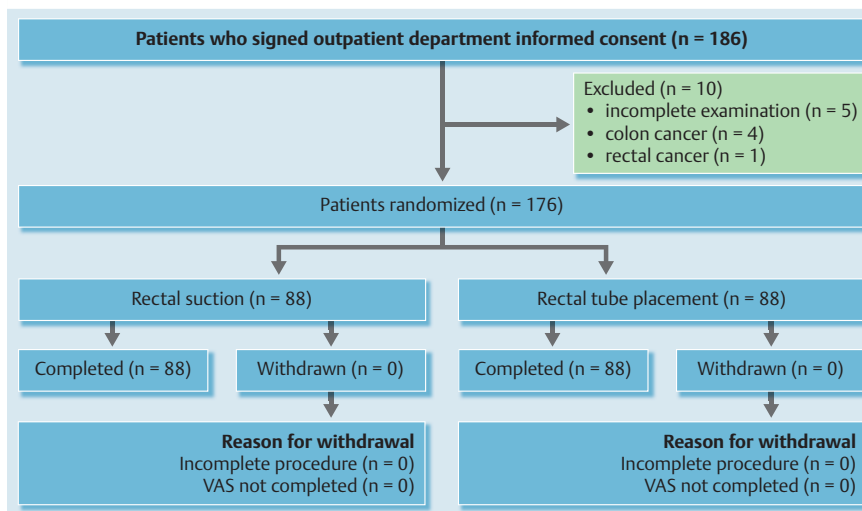 Patients who signed outpatient department informed consent (n = 186)
Excluded (n = 10)
• incomplete examination (n = 5)
• colon cancer (n = 4)
• rectal cancer (n = 1)
Patients randomized (n = 176)
Rectal suction (n = 88)
Rectal tube placement (n = 88)
Completed (n = 88)
Withdrawn (n = 0)
Completed (n = 88)
Withdrawn (n = 0)
Reason for withdrawal
Incomplete procedure (n = 0)
VAS not completed (n = 0)
Reason for withdrawal
Incomplete procedure (n = 0)
VAS not completed (n = 0)